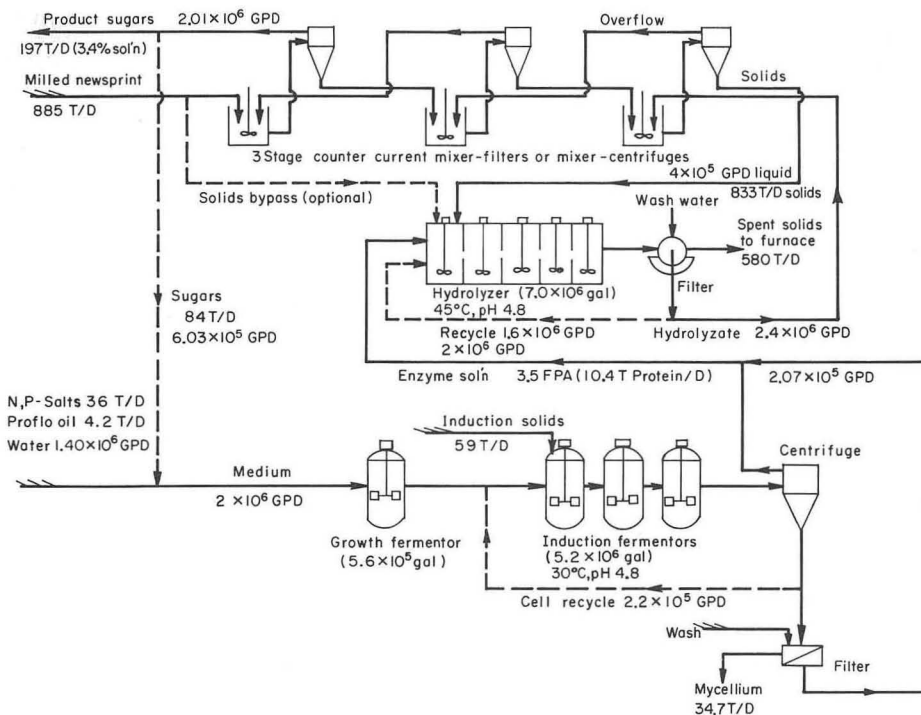 Product sugars
2.01×10⁶ GPD
Overflow
197T/D (3.4% sol'n)
Milled newsprint
Solids
885 T/D
3 Stage counter current mixer-filters or mixer-centrifuges
4×10⁵ GPD liquid
833T/D solids
Solids bypass (optional)
Wash water
Spent solids
to furnace
580 T/D
Filter
Hydrolyzer (7.0×10⁶ gal)
45°C, pH 4.8
Sugars
84T/D
6.03×10⁵ GPD
Recycle 1.6×10⁶ GPD
Hydrolyzate
2.4×10⁶ GPD
2×10⁶ GPD
Enzyme sol'n
3.5 FPA (10.4 T Protein/D)
2.07×10⁵ GPD
N,P-Salts 36 T/D
Proflo oil 4.2 T/D
Water 1.40×10⁶ GPD
Induction solids
59 T/D
Centrifuge
Medium
2 ×10⁶ GPD
Growth fermentor
(5.6×10⁵ gal)
Induction fermentors
(5.2×10⁶ gal)
30°C, pH 4.8
Cell recycle 2.2×10⁵ GPD
Wash
Filter
Mycellium
34.7T/D